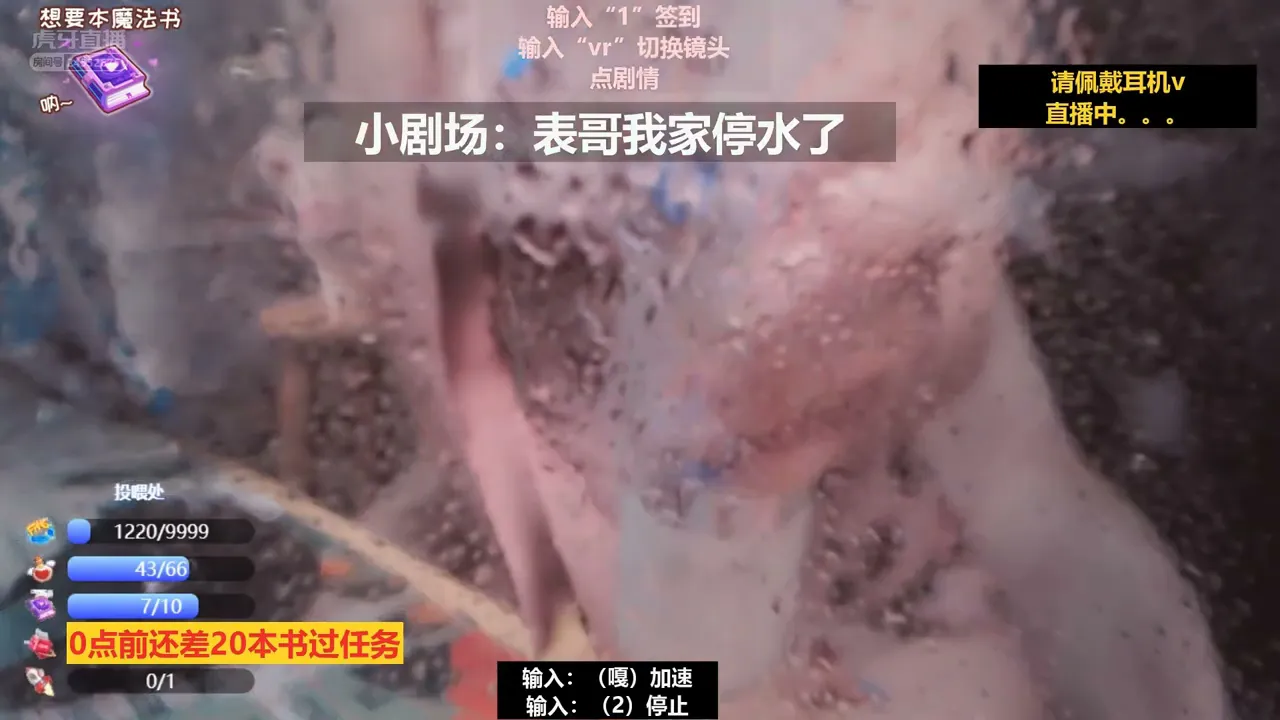 想要本魔法书
虎牙直播
房间号
呐~
输入“1”签到
输入“vr”切换镜头
点剧情
小剧场：表哥我家停水了
请佩戴耳机v
直播中。。。
投喂处
1220/9999
43/66
7/10
0点前还差20本书过任务
0/1
输入：（嘎）加速
输入：（2）停止